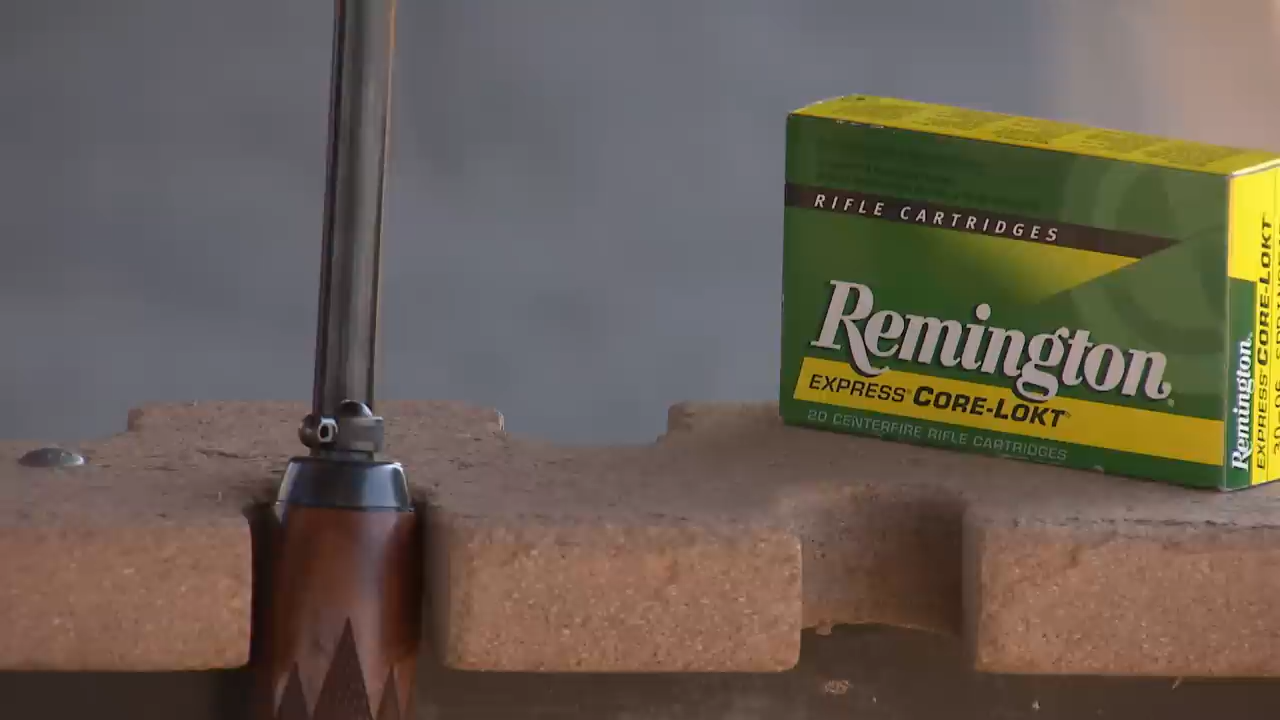 RIFLE CARTRIDGES
Remington®
EXPRESS® CORE-LOKT®
20 CENTERFIRE RIFLE CARTRIDGES
Remington®
EXPRESS® CORE-LOKT®